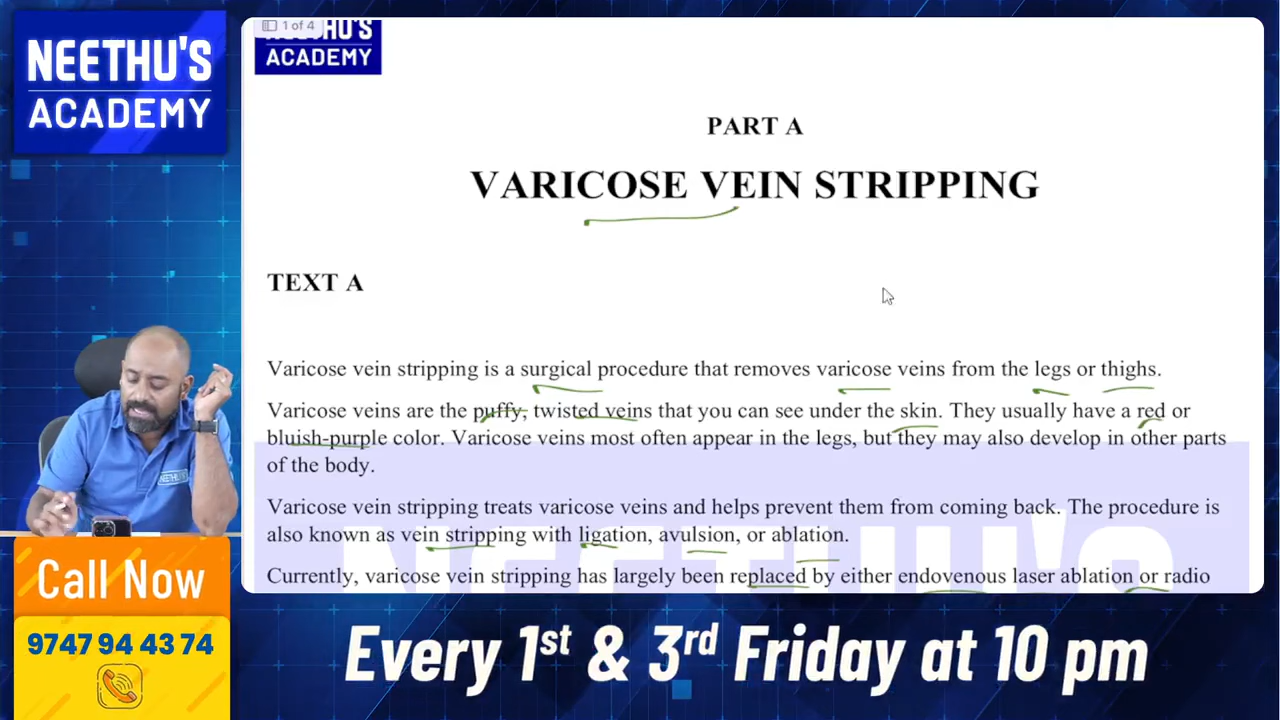 NEETHU'S
ACADEMY
1 of 4
ACADEMY
PART A
VARICOSE VEIN STRIPPING
TEXT A
Varicose vein stripping is a surgical procedure that removes varicose veins from the legs or thighs.
Varicose veins are the puffy, twisted veins that you can see under the skin. They usually have a red or
bluish-purple color. Varicose veins most often appear in the legs, but they may also develop in other parts
of the body.
Varicose vein stripping treats varicose veins and helps prevent them from coming back. The procedure is
also known as vein stripping with ligation, avulsion, or ablation.
Currently, varicose vein stripping has largely been replaced by either endovenous laser ablation or radio
NEETHU'S
Call Now
9747 94 43 74
Every 1st & 3rd Friday at 10 pm